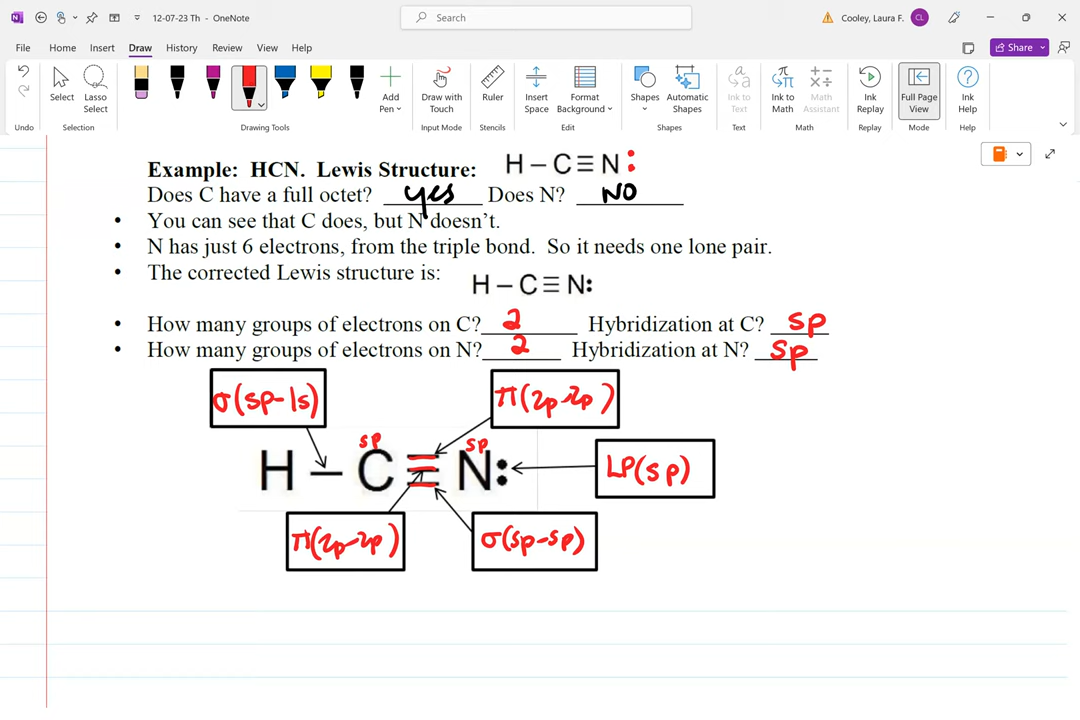 12-07-23 Th - OneNote
Search
Cooley, Laura F.
CL
File Home Insert Draw History Review View Help
Share
Undo
Select
Lasso Select
Selection
Drawing Tools
Add Pen
Draw with Touch
Input Mode
Ruler
Stencils
Insert Space
Format Background
Edit
Shapes
Automatic Shapes
Shapes
Ink to Text
Text
Ink to Math
Math Assistant
Math
Ink Replay
Replay
Full Page View
Mode
Ink Help
Help
Example: HCN. Lewis Structure: H – C ≡ N :
Does C have a full octet? yes Does N? NO
• You can see that C does, but N doesn't.
• N has just 6 electrons, from the triple bond. So it needs one lone pair.
• The corrected Lewis structure is: H – C ≡ N:
• How many groups of electrons on C? 2 Hybridization at C? sp
• How many groups of electrons on N? 2 Hybridization at N? sp
σ(sp-1s) π(2p-2p)
sp sp
H – C ≡ N: LP(sp)
π(2p-2p) σ(sp-sp)